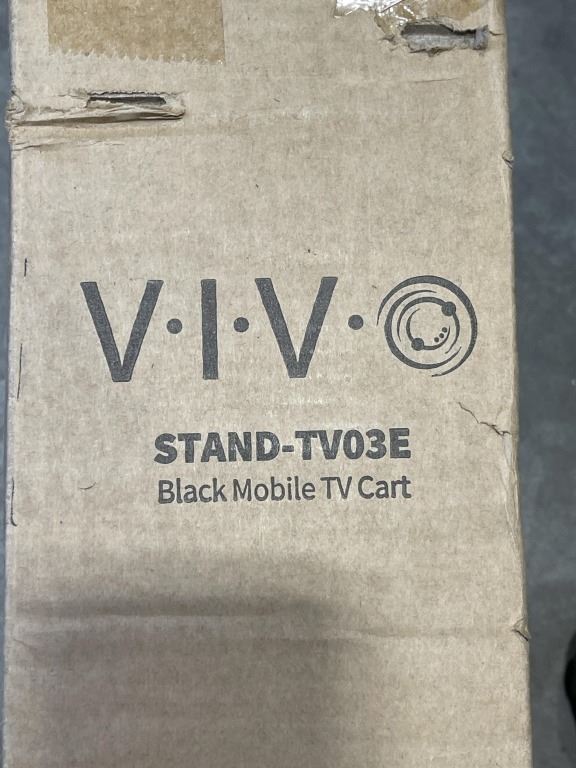 V·I·V·O
STAND-TV03E
Black Mobile TV Cart